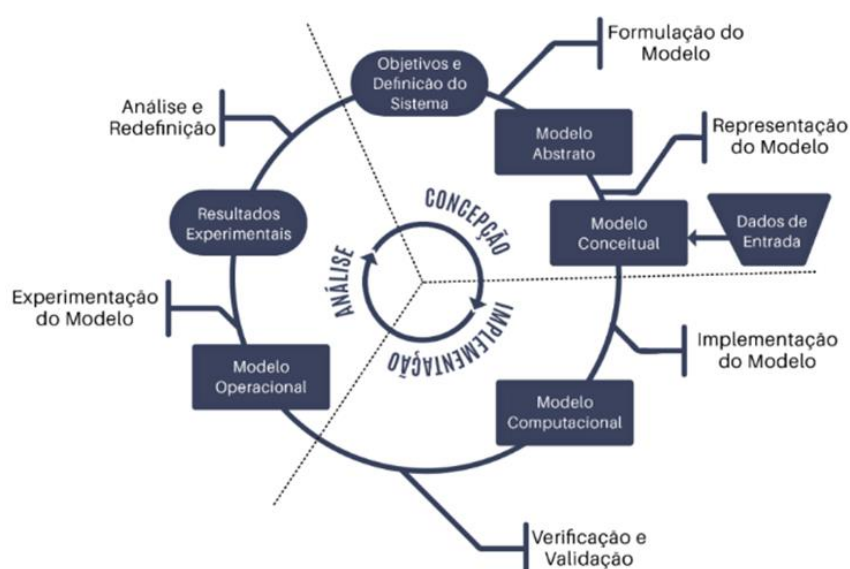 Formulação do
Modelo
Objetivos e
Definicão do
Sistema
Análise e
Redefinição
Modelo
Abstrato
Representação
do Modelo
Resultados
Experimentais
CONCEPÇÃO
Modelo
Conceitual
Dados de
Entrada
ANÁLISE
IMPLEMENTAÇÃO
Experimentação
do Modelo
Implementação
do Modelo
Modelo
Operacional
Modelo
Computacional
Verificação e
Validação